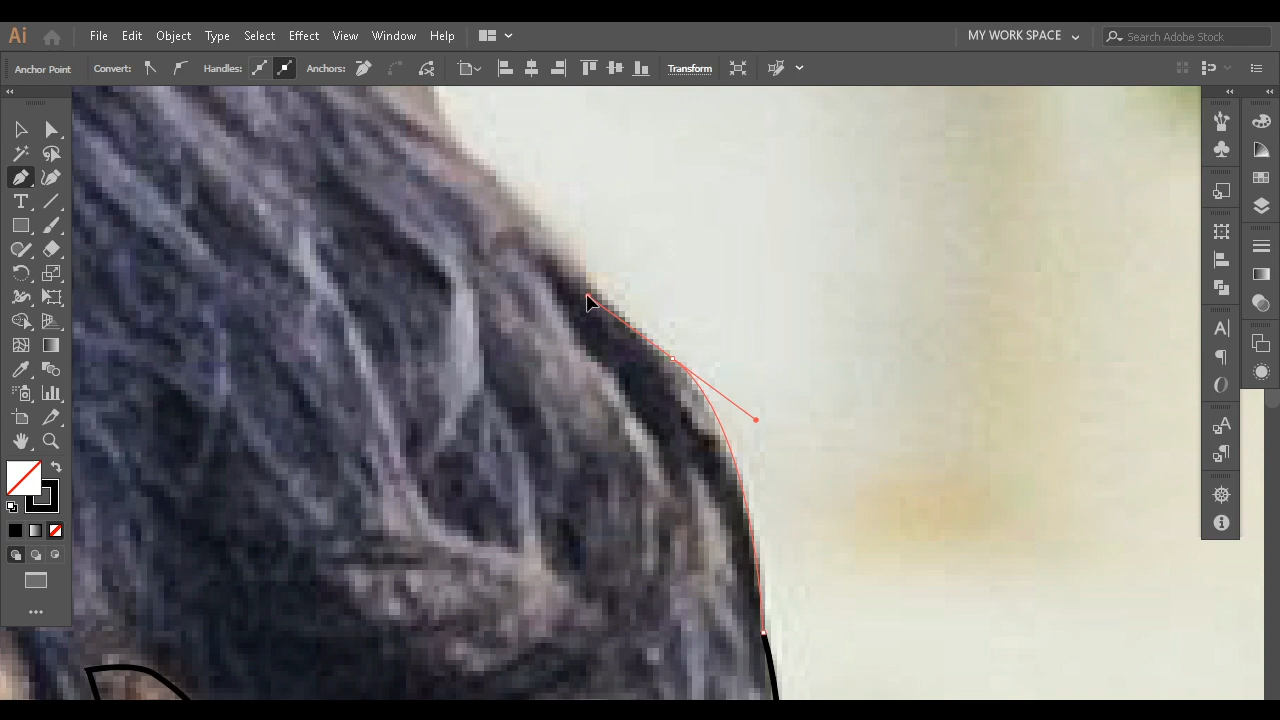 Ai File Edit Object Type Select Effect View Window Help MY WORK SPACE Search Adobe Stock
Anchor Point Convert: Handles: Anchors: Transform